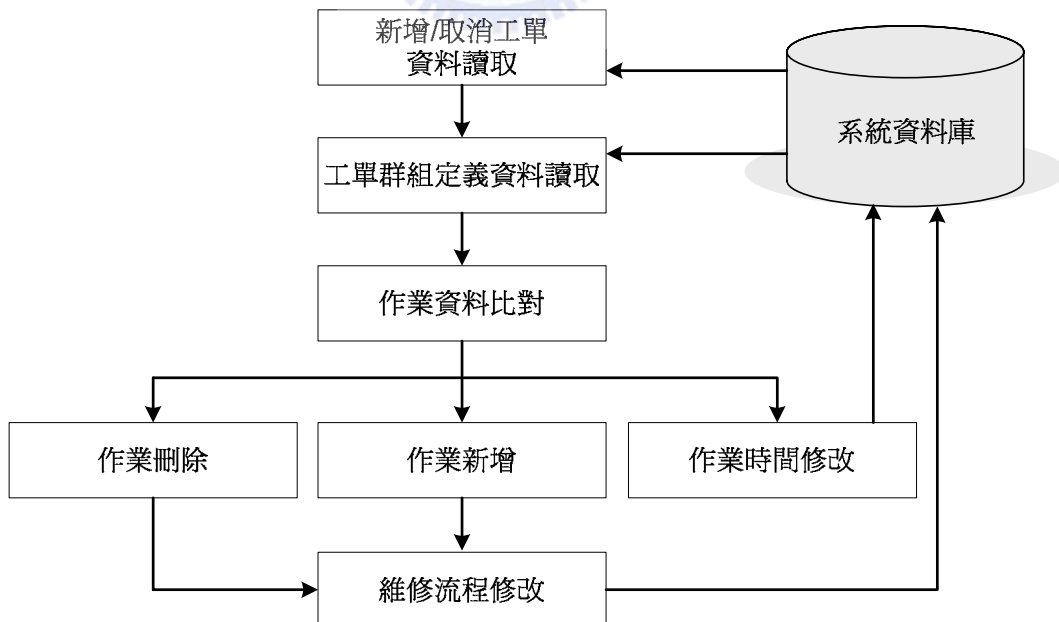 新增/取消工單
資料讀取
系統資料庫
工單群組定義資料讀取
作業資料比對
作業刪除
作業新增
作業時間修改
維修流程修改